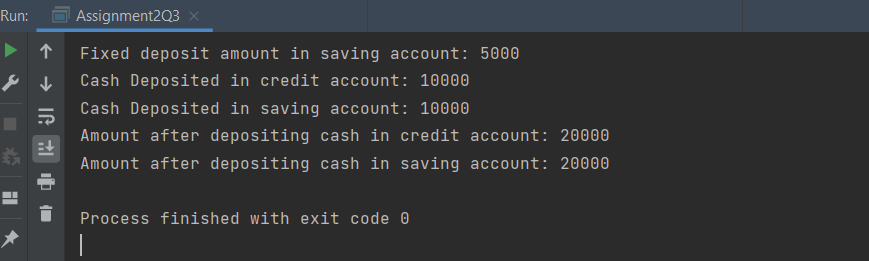 Run: Assignment2Q3
Fixed deposit amount in saving account: 5000
Cash Deposited in credit account: 10000
Cash Deposited in saving account: 10000
Amount after depositing cash in credit account: 20000
Amount after depositing cash in saving account: 20000
Process finished with exit code 0